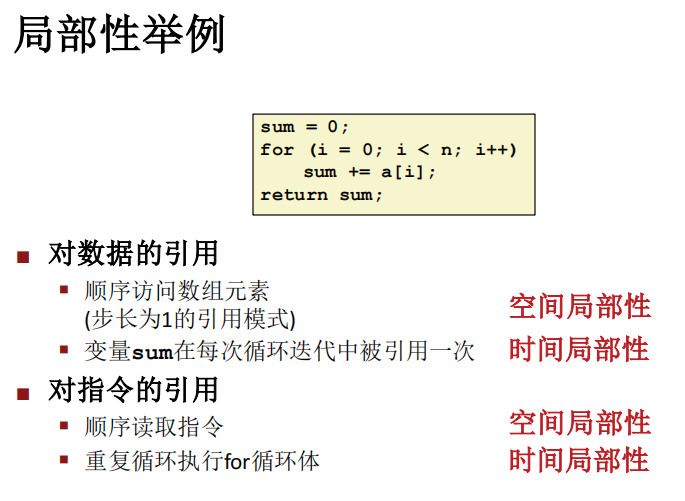 局部性举例
sum = 0;
for (i = 0; i < n; i++)
    sum += a[i];
return sum;
■ 对数据的引用
▪ 顺序访问数组元素
(步长为1的引用模式) 空间局部性
▪ 变量sum在每次循环迭代中被引用一次 时间局部性
■ 对指令的引用
▪ 顺序读取指令 空间局部性
▪ 重复循环执行for循环体 时间局部性